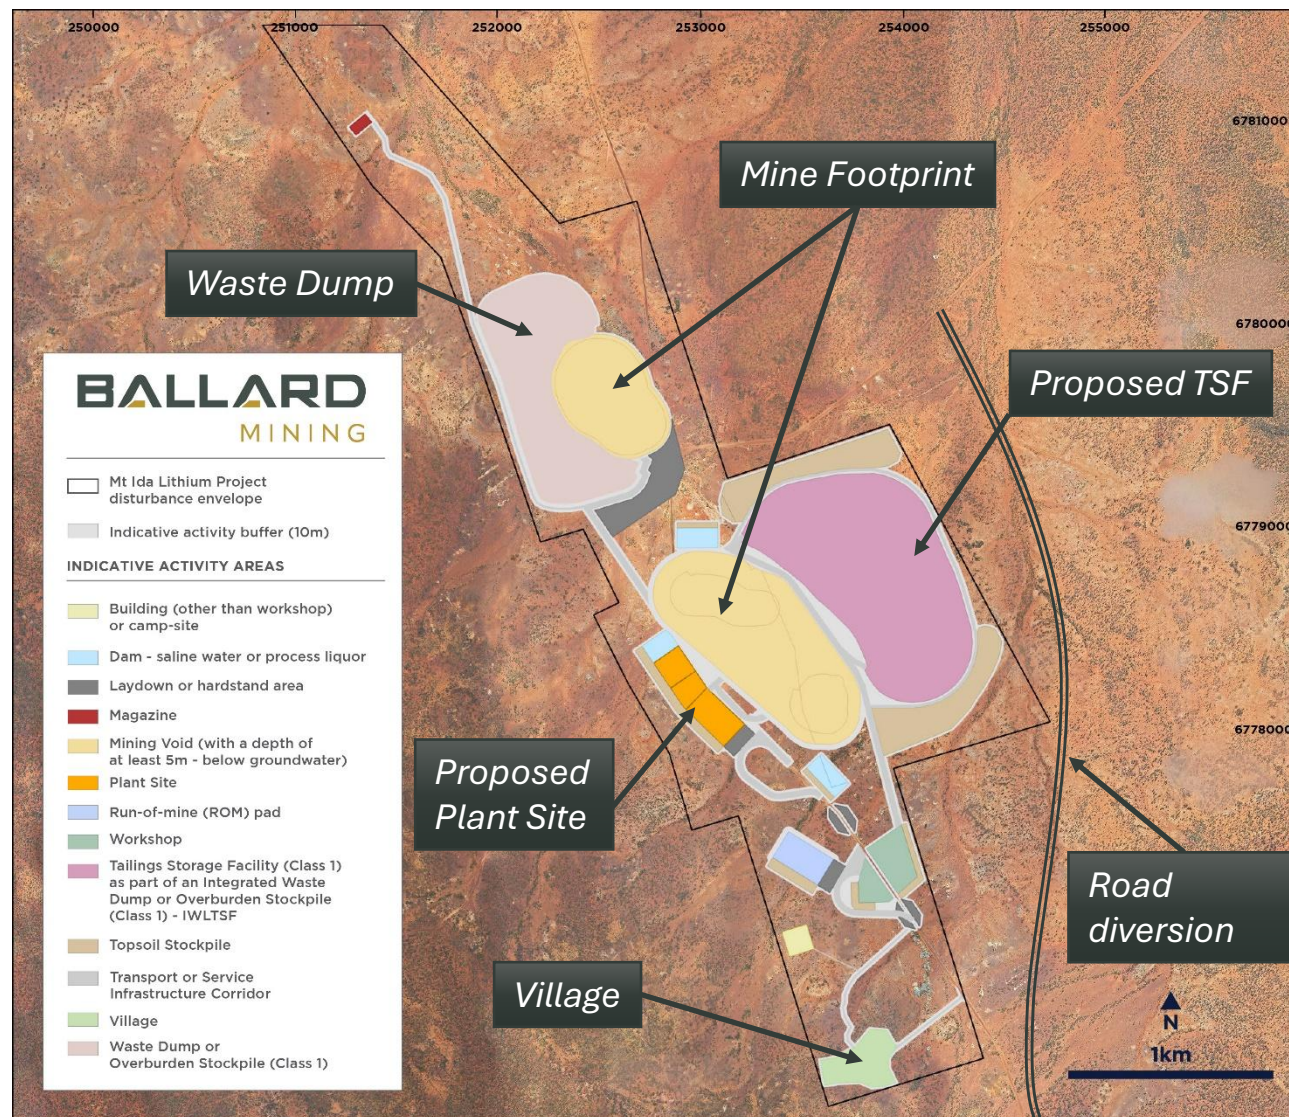 250000
251000
252000
253000
254000
255000
6781000
Mine Footprint
Waste Dump
6780000
Proposed TSF
BALLARD
MINING
Mt Ida Lithium Project
disturbance envelope
Indicative activity buffer (10m)
INDICATIVE ACTIVITY AREAS
Building (other than workshop)
or camp-site
Dam - saline water or process liquor
Laydown or hardstand area
Magazine
Mining Void (with a depth of
at least 5m - below groundwater)
Plant Site
Run-of-mine (ROM) pad
Workshop
Tailings Storage Facility (Class 1)
as part of an Integrated Waste
Dump or Overburden Stockpile
(Class 1) - IWLTSF
Topsoil Stockpile
Transport or Service
Infrastructure Corridor
Village
Waste Dump or
Overburden Stockpile (Class 1)
6779000
6778000
Proposed
Plant Site
Road
diversion
Village
N
1km